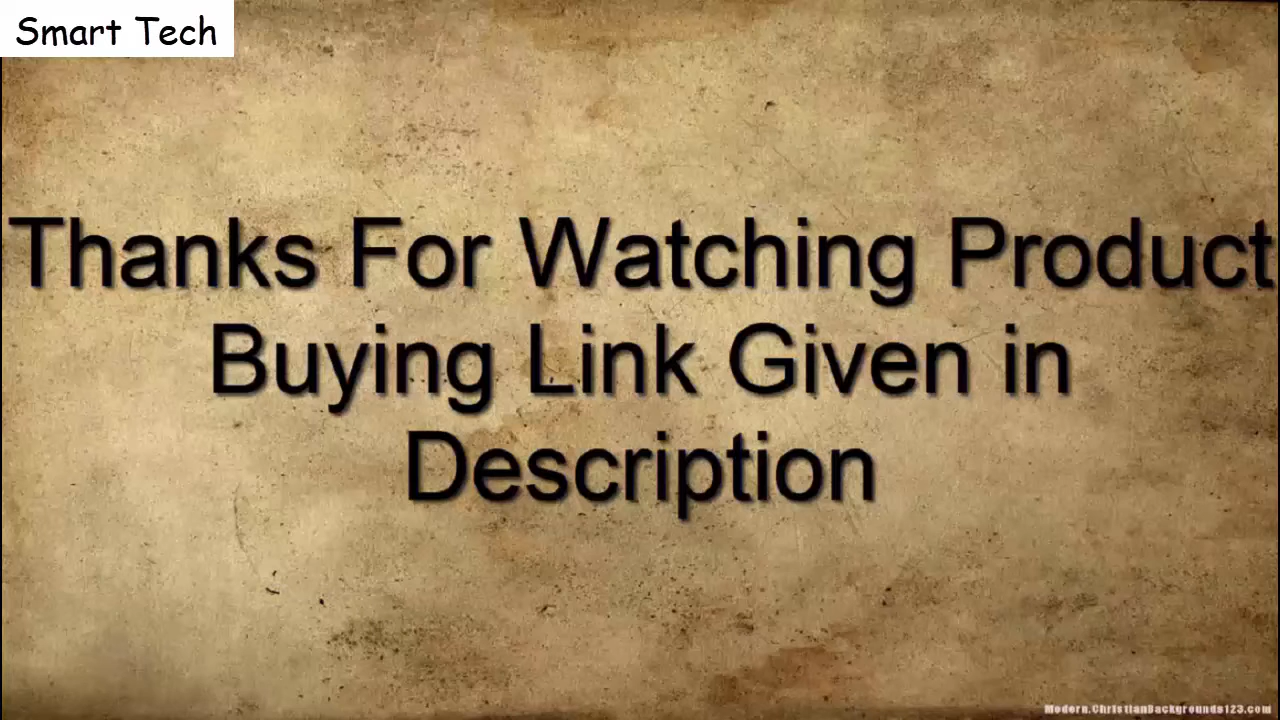 Smart Tech
Thanks For Watching Product
Buying Link Given in
Description
Modern.ChristianBackgrounds123.com